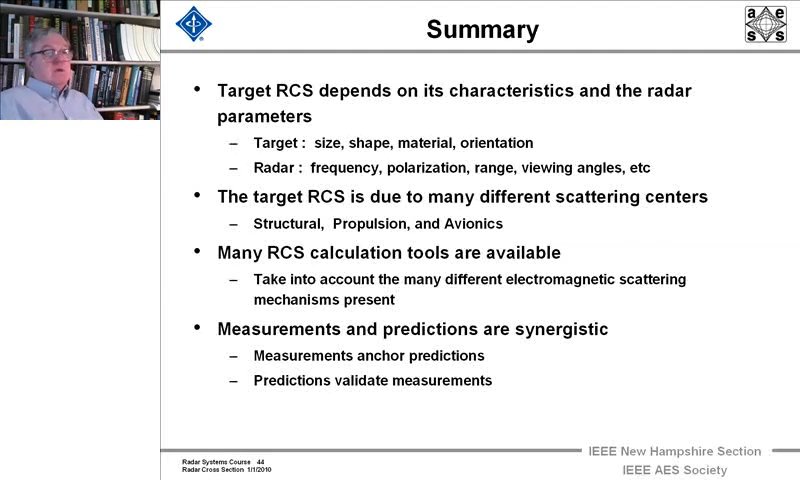 Summary
a e
s s
• Target RCS depends on its characteristics and the radar
parameters
– Target : size, shape, material, orientation
– Radar : frequency, polarization, range, viewing angles, etc
• The target RCS is due to many different scattering centers
– Structural, Propulsion, and Avionics
• Many RCS calculation tools are available
– Take into account the many different electromagnetic scattering
mechanisms present
• Measurements and predictions are synergistic
– Measurements anchor predictions
– Predictions validate measurements
Radar Systems Course 44
Radar Cross Section 1/1/2010
IEEE New Hampshire Section
IEEE AES Society